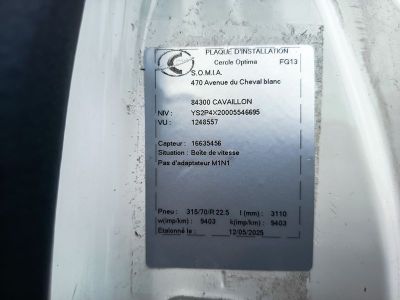 PLAQUE D'INSTALLATION
Cercle Optima FG13
S.O.M.I.A.
470 Avenue du Cheval blanc
84300 CAVAILLON
NIV : YS2P4X20005546695
VU : 1248557
Capteur : 16635456
Situation : Boîte de vitesse
Pas d'adaptateur M1N1
Pneu : 315/70/R 22.5 l (mm) : 3110
w(imp/km) : 9403 k(imp/km) : 9403
Etalonné le : 12/05/2025